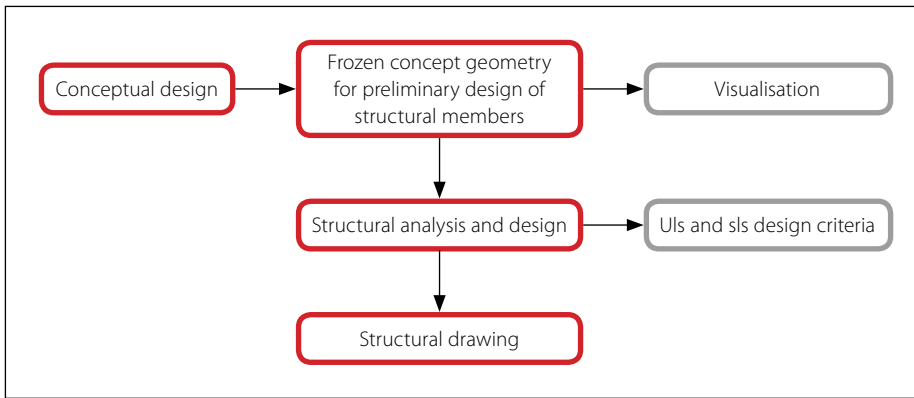 Conceptual design
Frozen concept geometry
for preliminary design of
structural members
Visualisation
Structural analysis and design
Uls and sls design criteria
Structural drawing